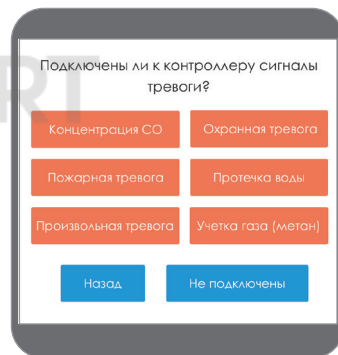 Подключены ли к контроллеру сигналы
тревоги?
Концентрация СО
Охранная тревога
Пожарная тревога
Протечка воды
Произвольная тревога
Учетка газа (метан)
Назад
Не подключены